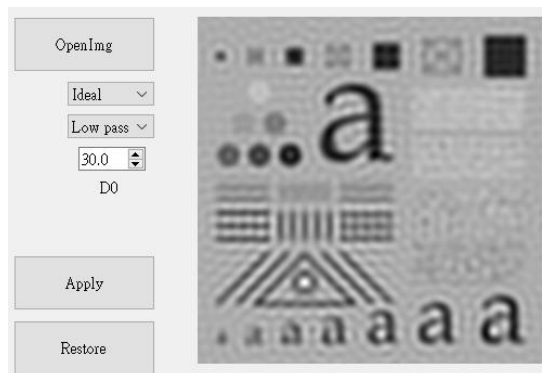 OpenImg
Ideal
Low pass
30.0
D0
Apply
Restore
a
a a a a a a a